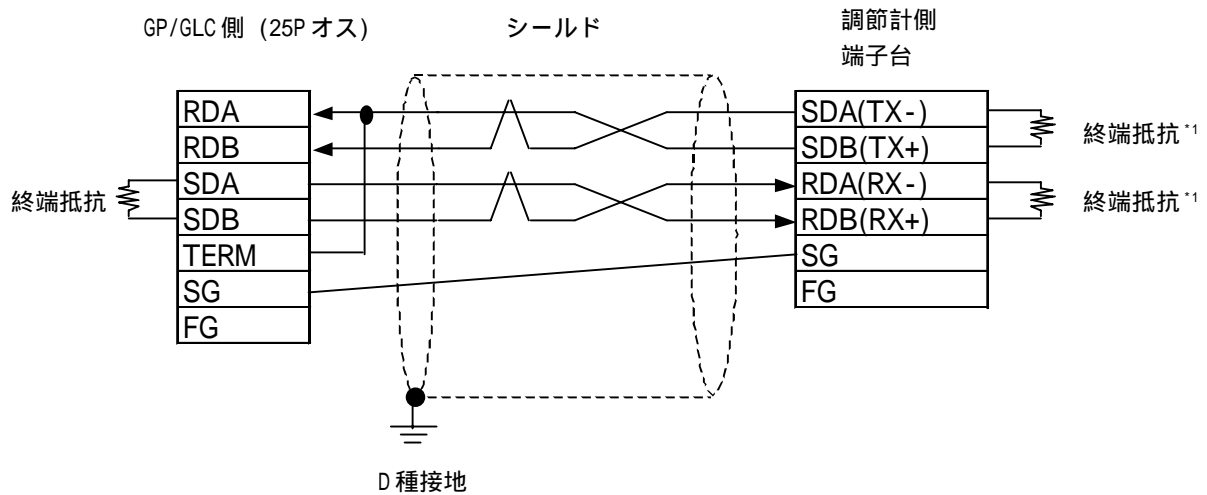 GP/GLC側 (25Pオス)
シールド
調節計側
端子台
RDA
RDB
SDA
SDB
TERM
SG
FG
終端抵抗
SDA(TX-)
SDB(TX+)
RDA(RX-)
RDB(RX+)
SG
FG
終端抵抗*1
終端抵抗*1
D種接地